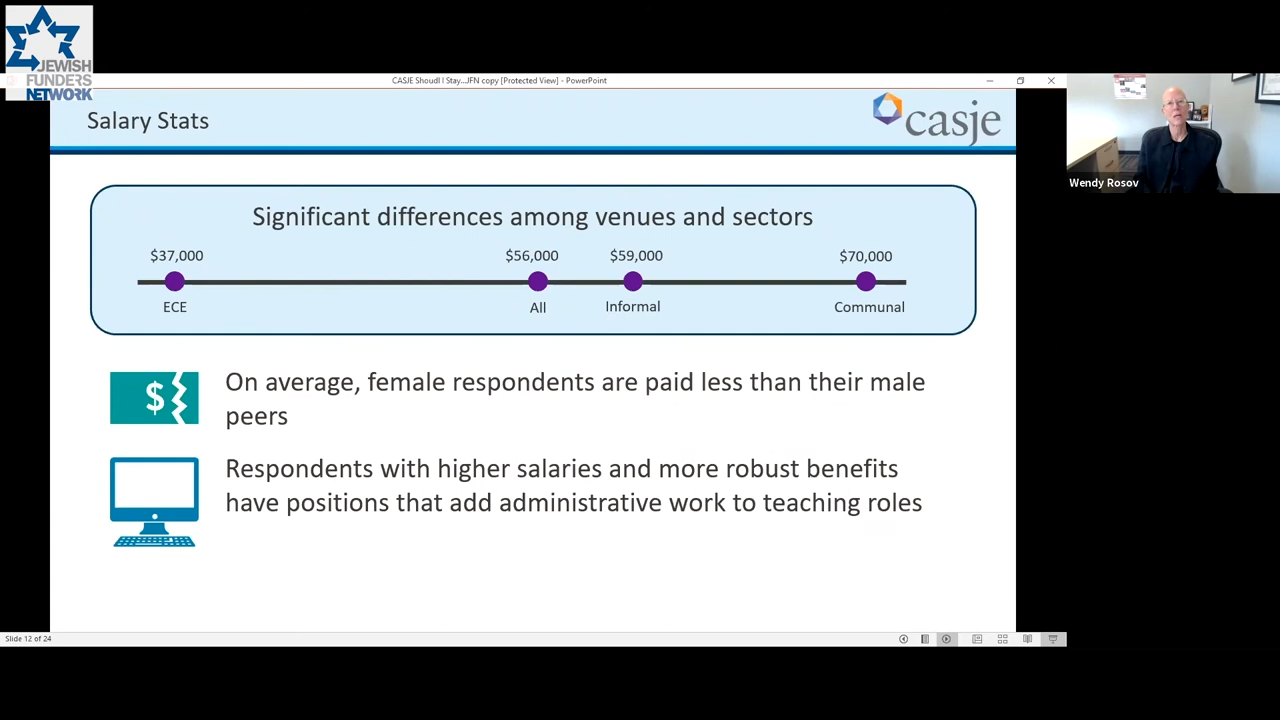 JEWISH
FUNDERS
NETWORK
CASJE Shoudl I Stay...JFN copy [Protected View] - PowerPoint
Salary Stats
casje
Wendy Rosov
Significant differences among venues and sectors
$37,000 $56,000 $59,000 $70,000
ECE All Informal Communal
$
On average, female respondents are paid less than their male
peers
Respondents with higher salaries and more robust benefits
have positions that add administrative work to teaching roles
Slide 12 of 24